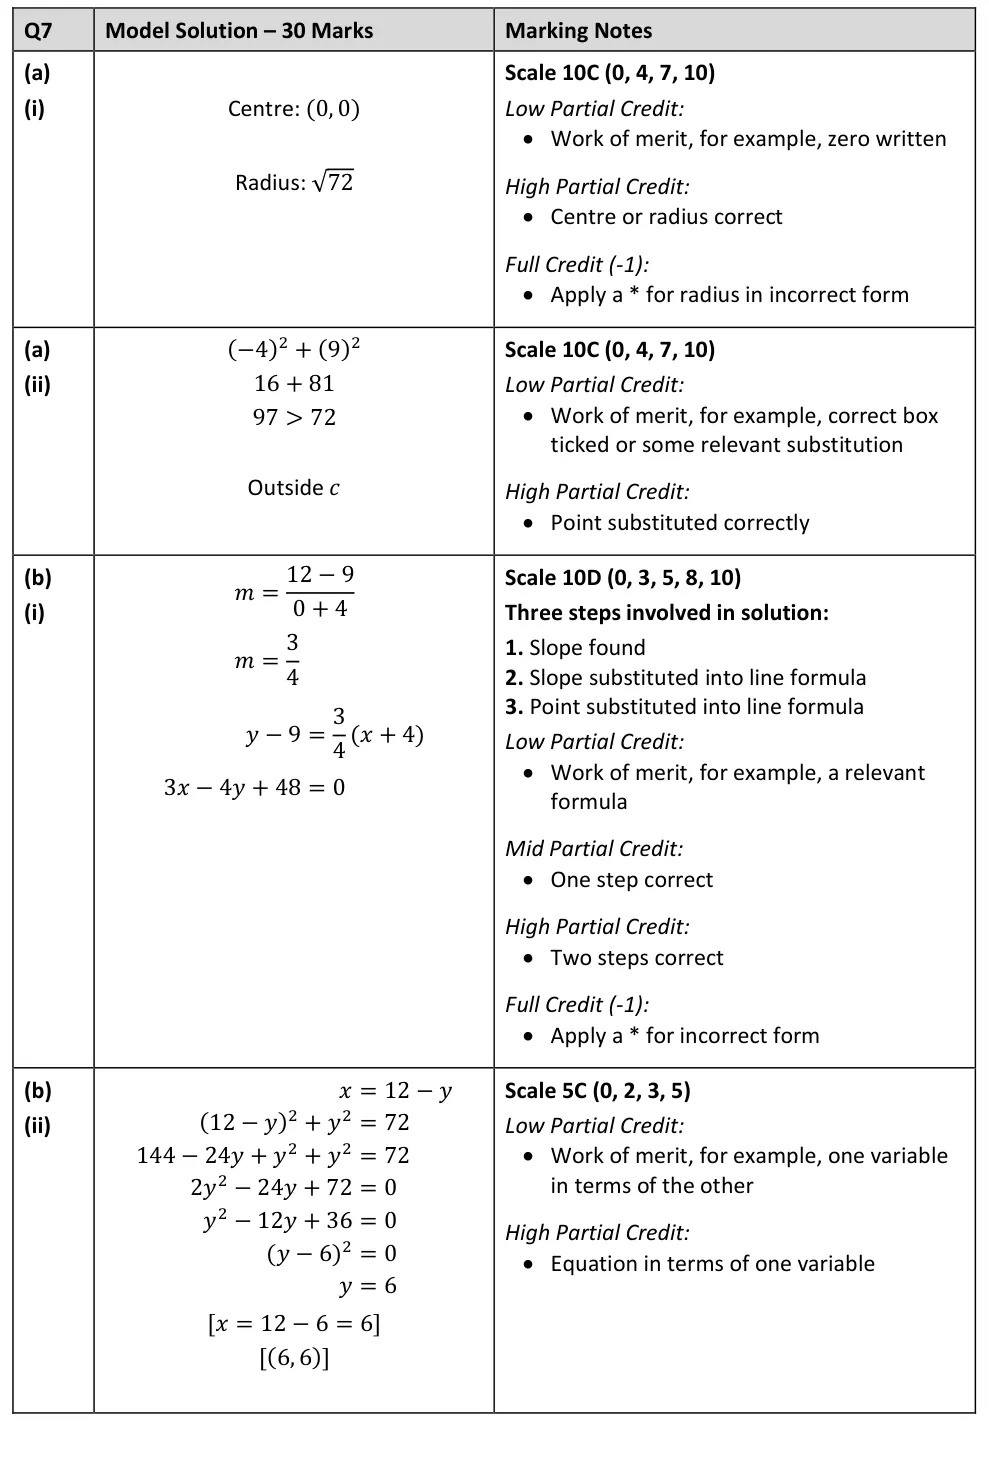 Q7 Model Solution – 30 Marks Marking Notes
(a)
(i)
Centre: (0, 0)
Radius: √72
Scale 10C (0, 4, 7, 10)
Low Partial Credit:
• Work of merit, for example, zero written
High Partial Credit:
• Centre or radius correct
Full Credit (-1):
• Apply a * for radius in incorrect form
(a)
(ii)
(−4)² + (9)²
16 + 81
97 > 72
Outside c
Scale 10C (0, 4, 7, 10)
Low Partial Credit:
• Work of merit, for example, correct box
ticked or some relevant substitution
High Partial Credit:
• Point substituted correctly
(b)
(i)
m = (12 − 9)/(0 + 4)
m = 3/4
y − 9 = 3/4 (x + 4)
3x − 4y + 48 = 0
Scale 10D (0, 3, 5, 8, 10)
Three steps involved in solution:
1. Slope found
2. Slope substituted into line formula
3. Point substituted into line formula
Low Partial Credit:
• Work of merit, for example, a relevant
formula
Mid Partial Credit:
• One step correct
High Partial Credit:
• Two steps correct
Full Credit (-1):
• Apply a * for incorrect form
(b)
(ii)
x = 12 − y
(12 − y)² + y² = 72
144 − 24y + y² + y² = 72
2y² − 24y + 72 = 0
y² − 12y + 36 = 0
(y − 6)² = 0
y = 6
[x = 12 − 6 = 6]
[(6, 6)]
Scale 5C (0, 2, 3, 5)
Low Partial Credit:
• Work of merit, for example, one variable
in terms of the other
High Partial Credit:
• Equation in terms of one variable